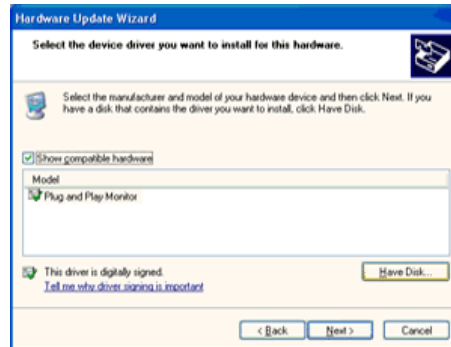 Hardware Update Wizard
Select the device driver you want to install for this hardware.
Select the manufacturer and model of your hardware device and then click Next. If you
have a disk that contains the driver you want to install, click Have Disk.
Show compatible hardware
Model
Plug and Play Monitor
This driver is digitally signed.
Have Disk...
Tell me why driver signing is important
< Back
Next >
Cancel